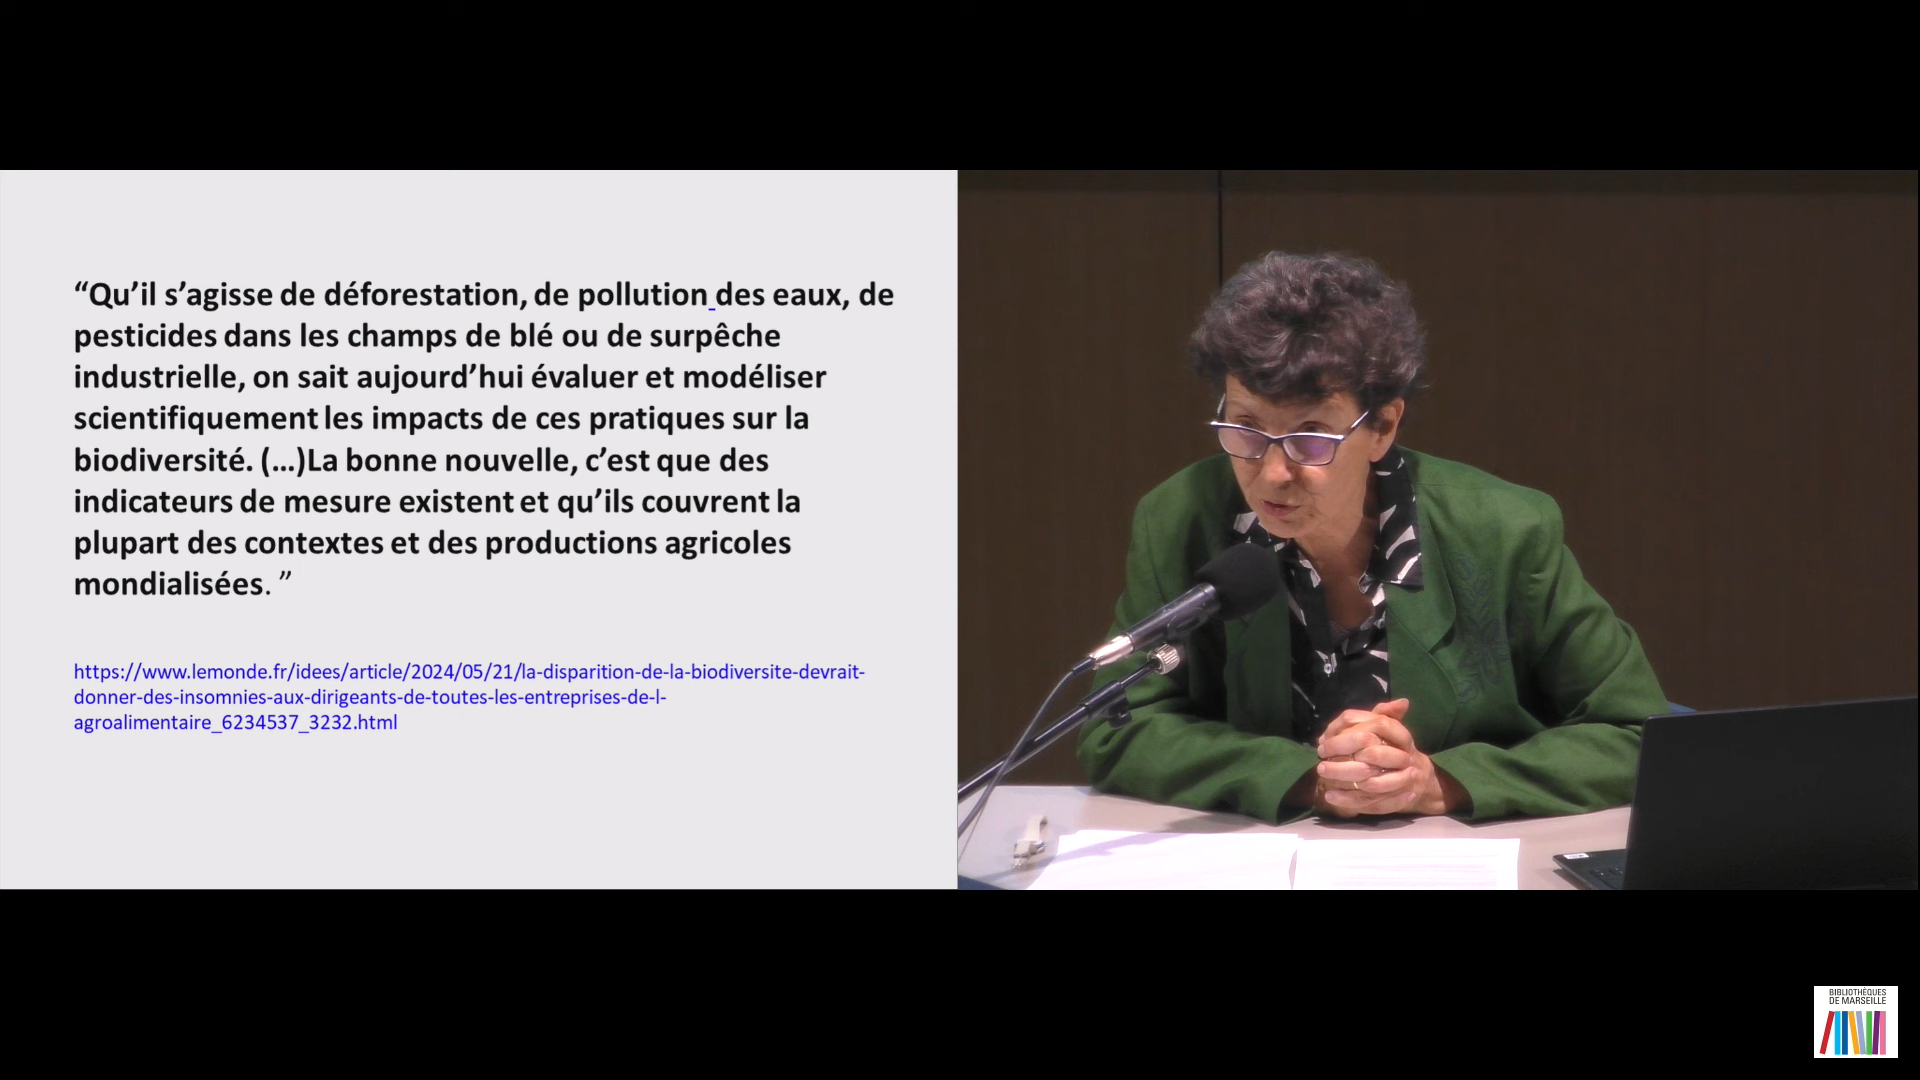 “Qu’il s’agisse de déforestation, de pollution des eaux, de
pesticides dans les champs de blé ou de surpêche
industrielle, on sait aujourd’hui évaluer et modéliser
scientifiquement les impacts de ces pratiques sur la
biodiversité. (…)La bonne nouvelle, c’est que des
indicateurs de mesure existent et qu’ils couvrent la
plupart des contextes et des productions agricoles
mondialisées. ”
https://www.lemonde.fr/idees/article/2024/05/21/la-disparition-de-la-biodiversite-devrait-
donner-des-insomnies-aux-dirigeants-de-toutes-les-entreprises-de-l-
agroalimentaire_6234537_3232.html
BIBLIOTHÈQUES
DE MARSEILLE